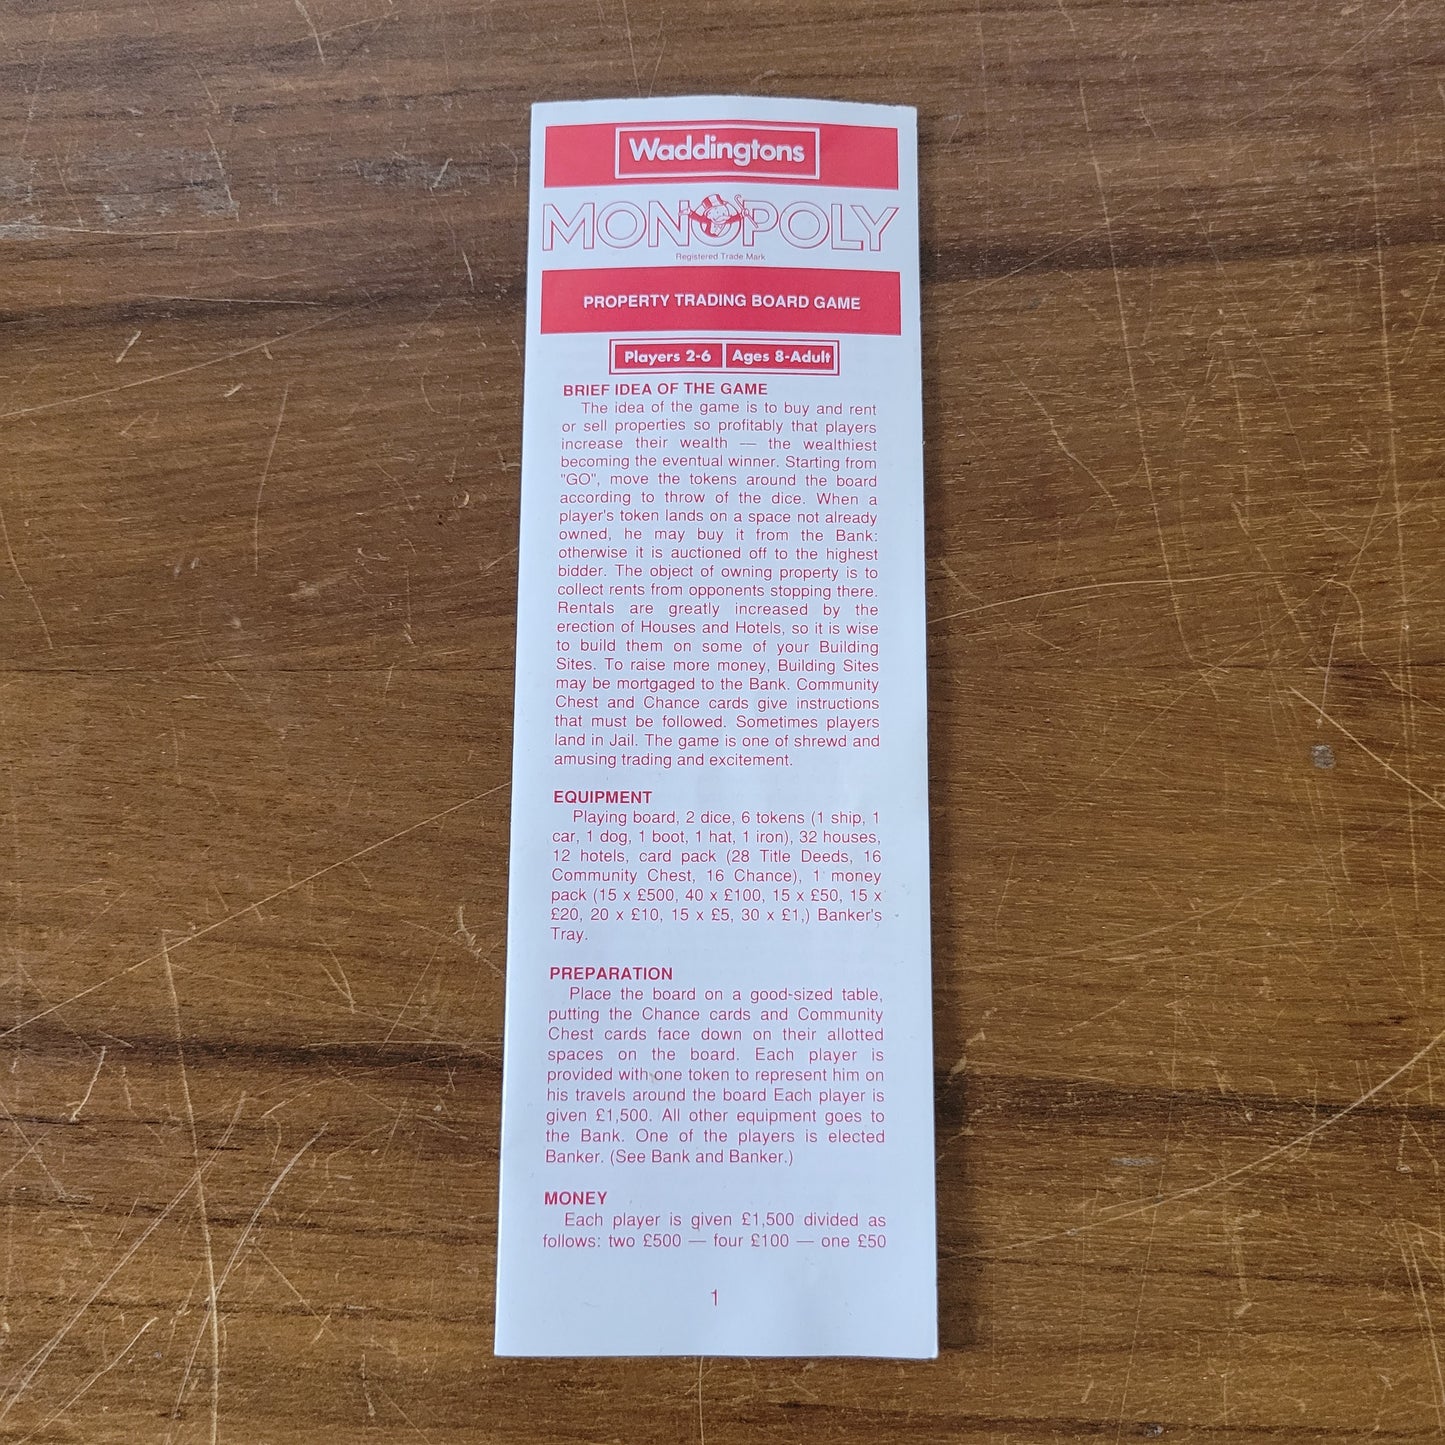 Waddingtons
MONOPOLY
Registered Trade Mark
PROPERTY TRADING BOARD GAME
Players 2-6 Ages 8-Adult
BRIEF IDEA OF THE GAME
The idea of the game is to buy and rent
or sell properties so profitably that players
increase their wealth — the wealthiest
becoming the eventual winner. Starting from
"GO", move the tokens around the board
according to throw of the dice. When a
player's token lands on a space not already
owned, he may buy it from the Bank:
otherwise it is auctioned off to the highest
bidder. The object of owning property is to
collect rents from opponents stopping there.
Rentals are greatly increased by the
erection of Houses and Hotels, so it is wise
to build them on some of your Building
Sites. To raise more money, Building Sites
may be mortgaged to the Bank. Community
Chest and Chance cards give instructions
that must be followed. Sometimes players
land in Jail. The game is one of shrewd and
amusing trading and excitement.
EQUIPMENT
Playing board, 2 dice, 6 tokens (1 ship, 1
car, 1 dog, 1 boot, 1 hat, 1 iron), 32 houses,
12 hotels, card pack (28 Title Deeds, 16
Community Chest, 16 Chance), 1 money
pack (15 x £500, 40 x £100, 15 x £50, 15 x
£20, 20 x £10, 15 x £5, 30 x £1,) Banker's
Tray.
PREPARATION
Place the board on a good-sized table,
putting the Chance cards and Community
Chest cards face down on their allotted
spaces on the board. Each player is
provided with one token to represent him on
his travels around the board Each player is
given £1,500. All other equipment goes to
the Bank. One of the players is elected
Banker. (See Bank and Banker.)
MONEY
Each player is given £1,500 divided as
follows: two £500 — four £100 — one £50
1